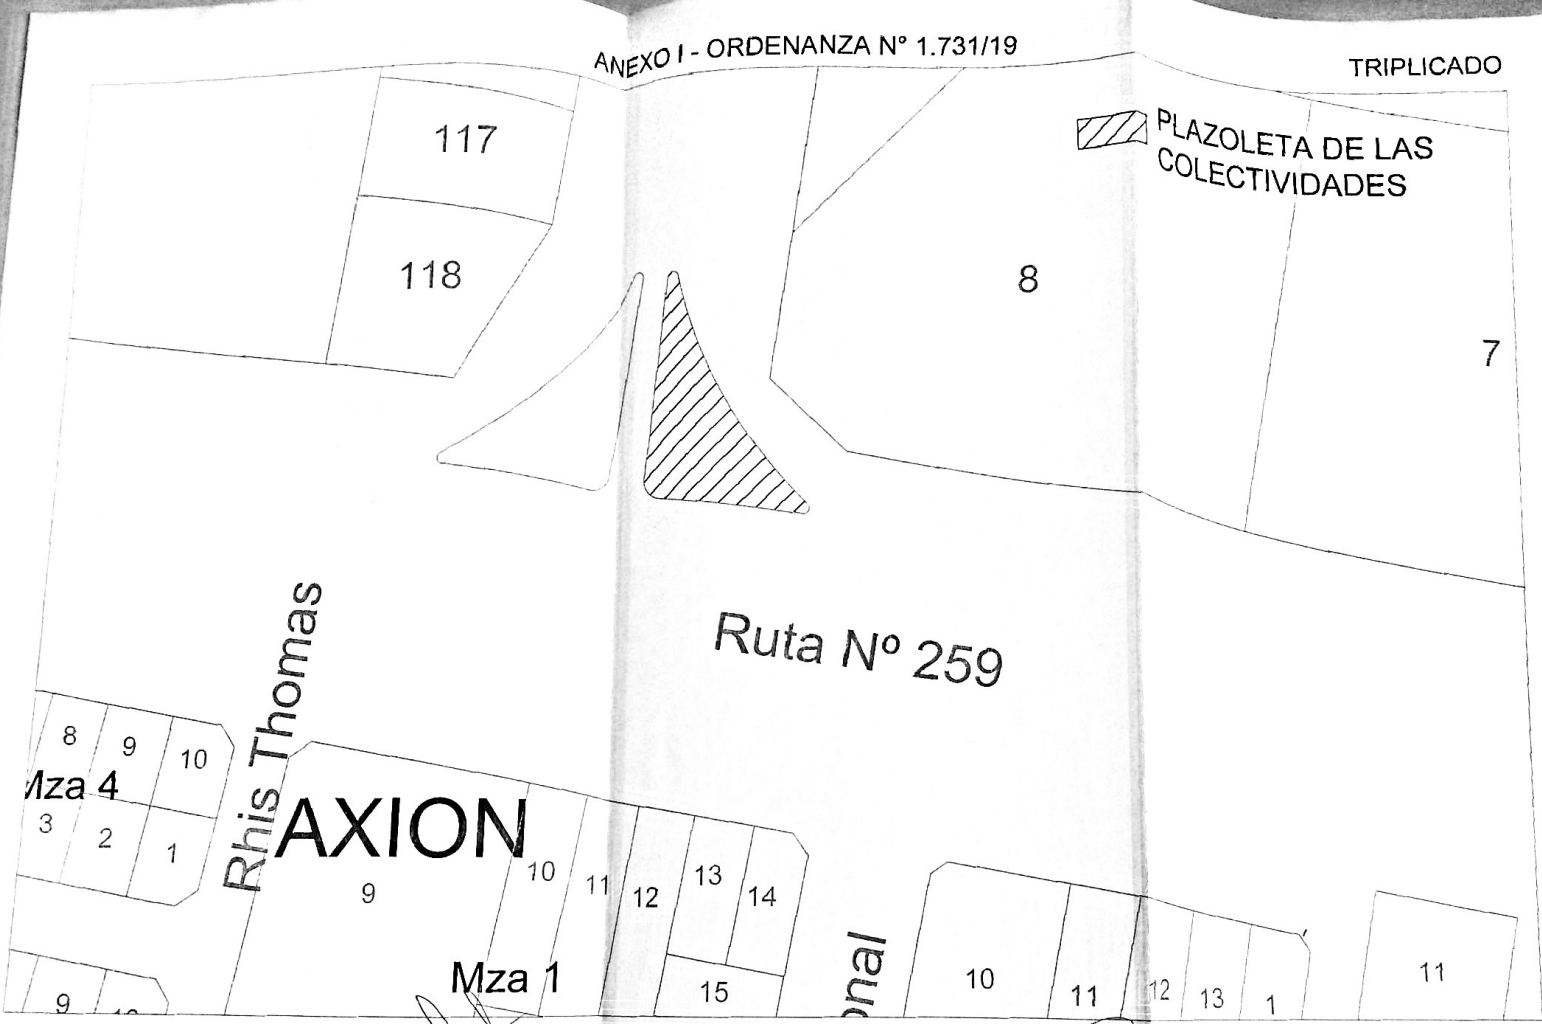 ANEXO I - ORDENANZA Nº 1.731/19
TRIPLICADO
PLAZOLETA DE LAS
COLECTIVIDADES
117
118
8
7
Ruta Nº 259
Rhis Thomas
8
9
10
Mza 4
3
2
1
AXION
9
10
11
12
13
14
15
Mza 1
9
10
11
12
13
1
11